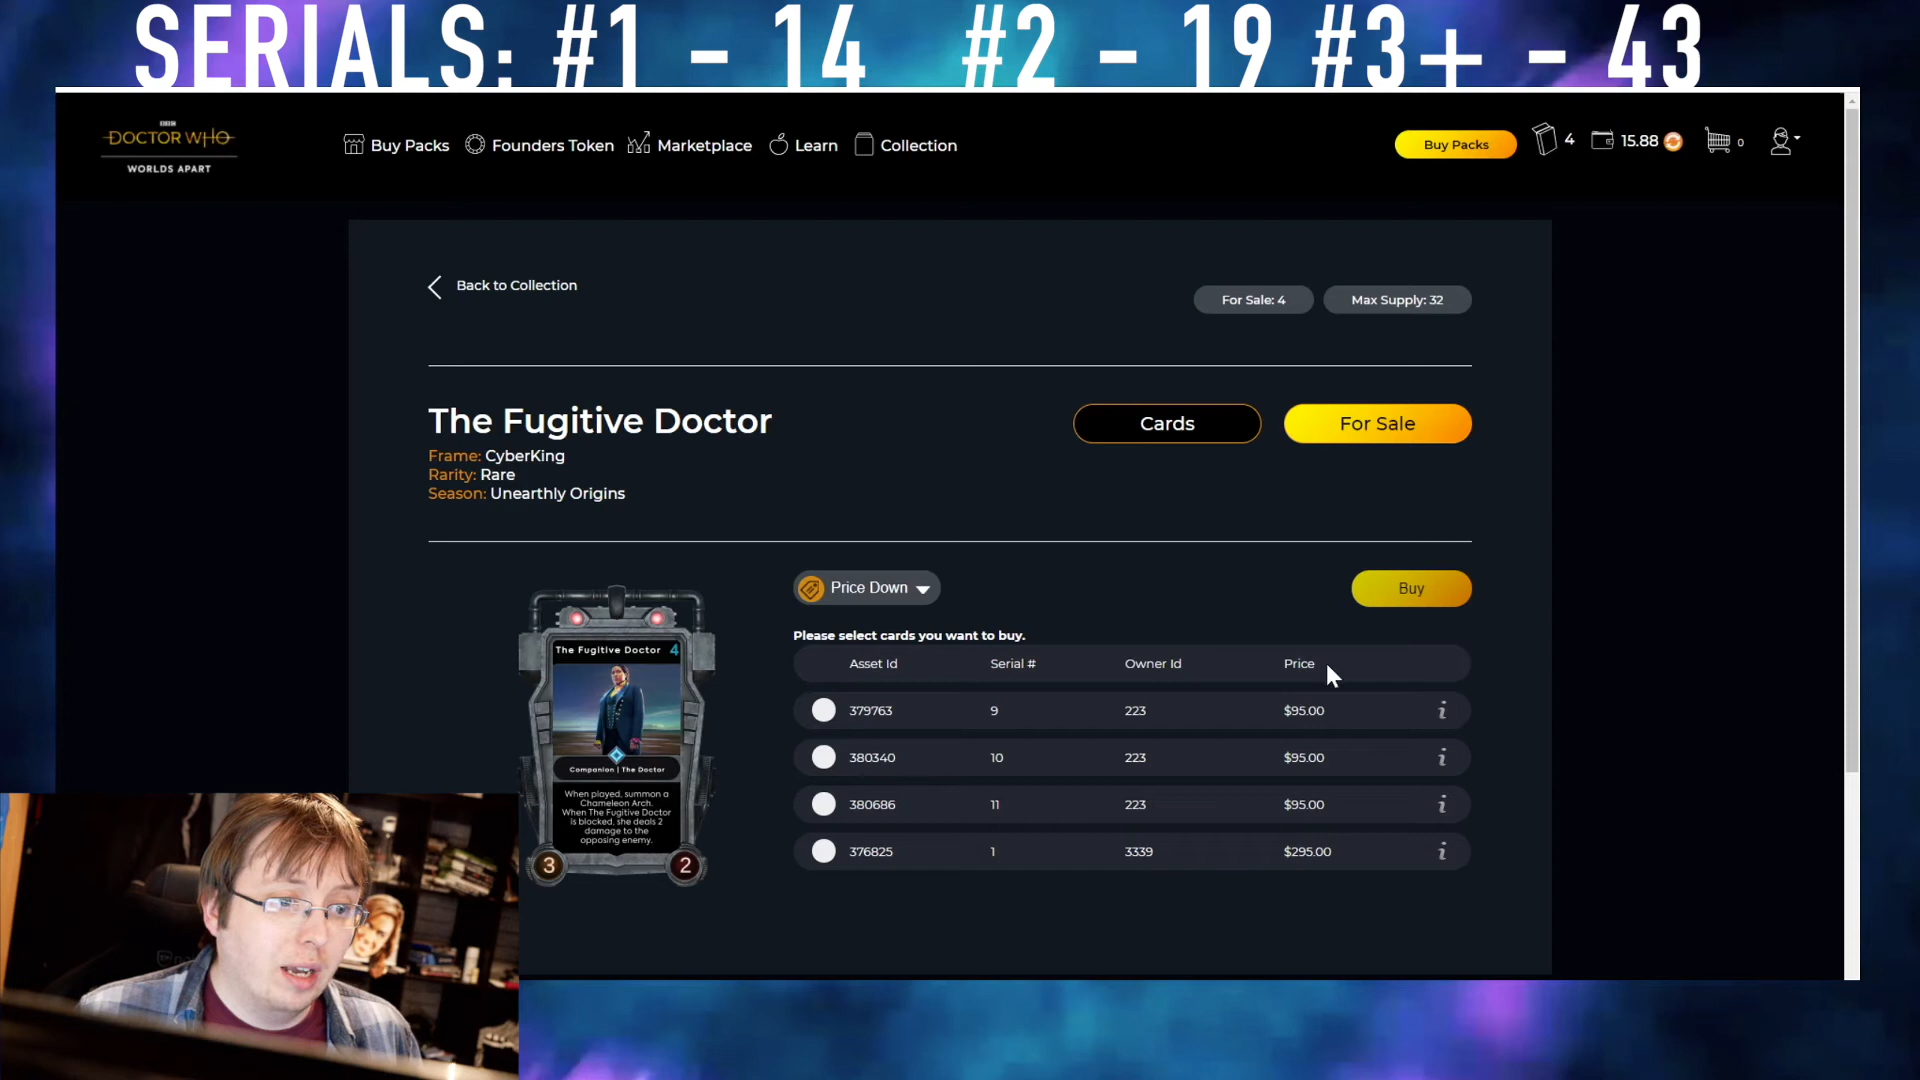 SERIALS: #1 - 14 #2 - 19 #3+ - 43
BBC
DOCTOR WHO
WORLDS APART
Buy Packs
Founders Token
Marketplace
Learn
Collection
Buy Packs
4
15.88
0
Back to Collection
For Sale: 4
Max Supply: 32
The Fugitive Doctor
Frame: CyberKing
Rarity: Rare
Season: Unearthly Origins
Cards
For Sale
Price Down
Buy
Please select cards you want to buy.
Asset Id Serial # Owner Id Price
379763 9 223 $95.00 i
380340 10 223 $95.00 i
380686 11 223 $95.00 i
376825 1 3339 $295.00 i
The Fugitive Doctor 4
Companion | The Doctor
When played, summon a
Chameleon Arch.
When The Fugitive Doctor
is blocked, she deals 2
damage to the
opposing enemy.
3 2